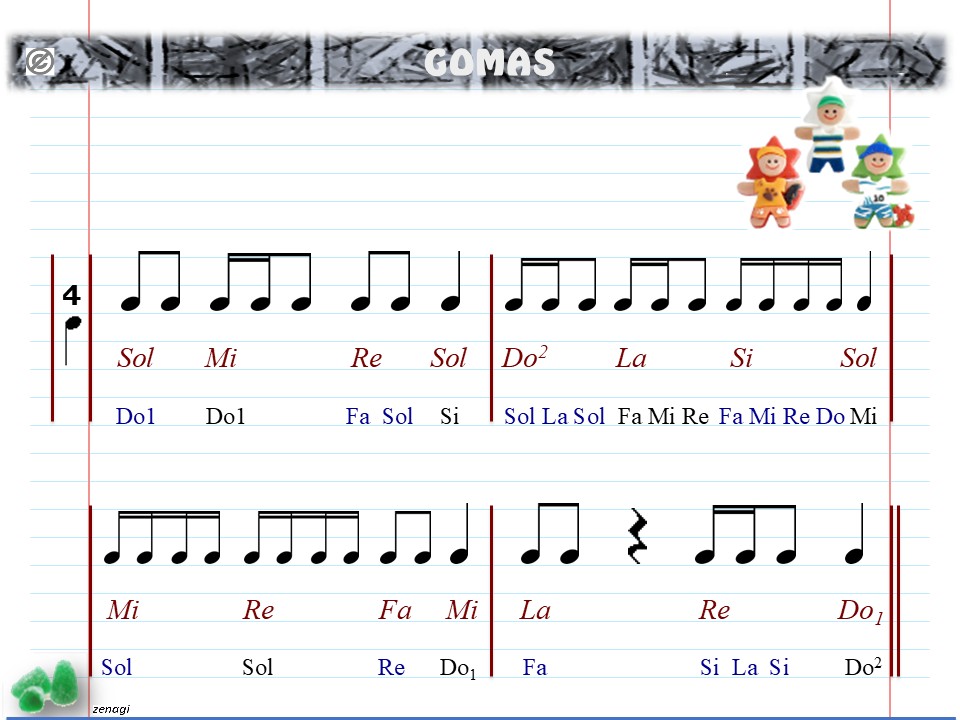 GOMAS
10
4
Sol Mi Re Sol Do² La Si Sol
Do1 Do1 Fa Sol Si Sol La Sol Fa Mi Re Fa Mi Re Do Mi
Mi Re Fa Mi La Re Do₁
Sol Sol Re Do₁ Fa Si La Si Do²
zenagi